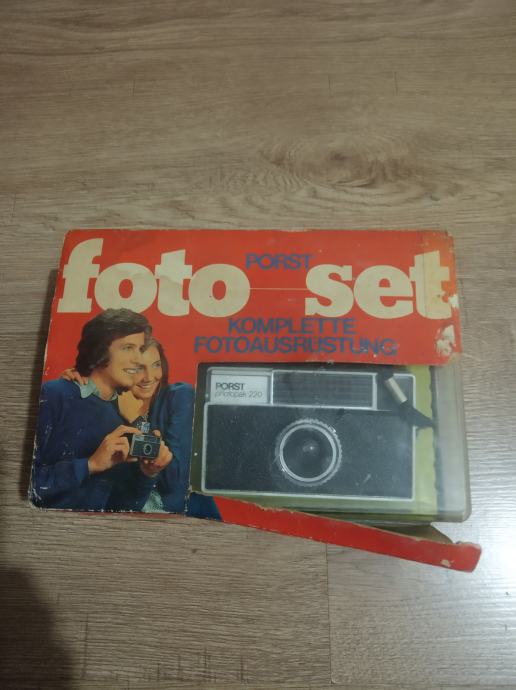 PORST
foto set
KOMPLETTE
FOTOAUSRÜSTUNG
PORST
photopak 220